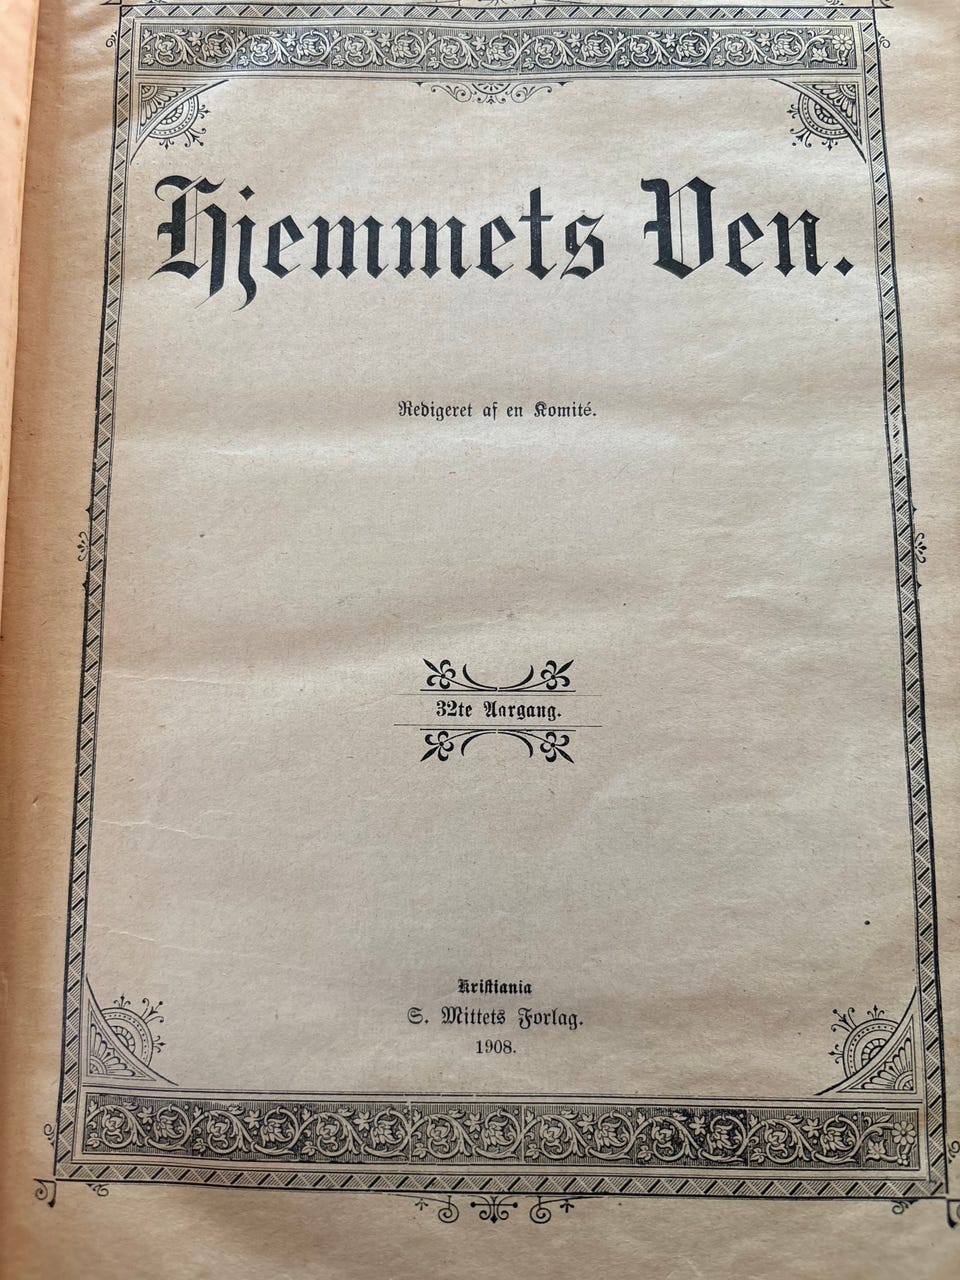 Hjemmets Ven.
Redigeret af en Komité.
32te Aargang.
Kristiania
S. Mittets Forlag.
1908.